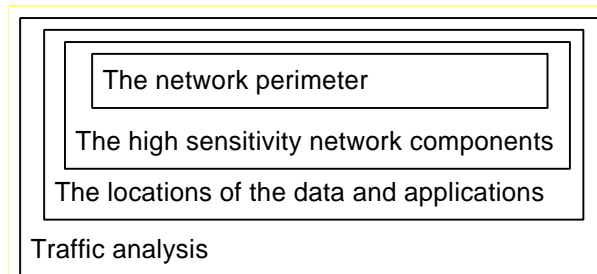 The network perimeter
The high sensitivity network components
The locations of the data and applications
Traffic analysis